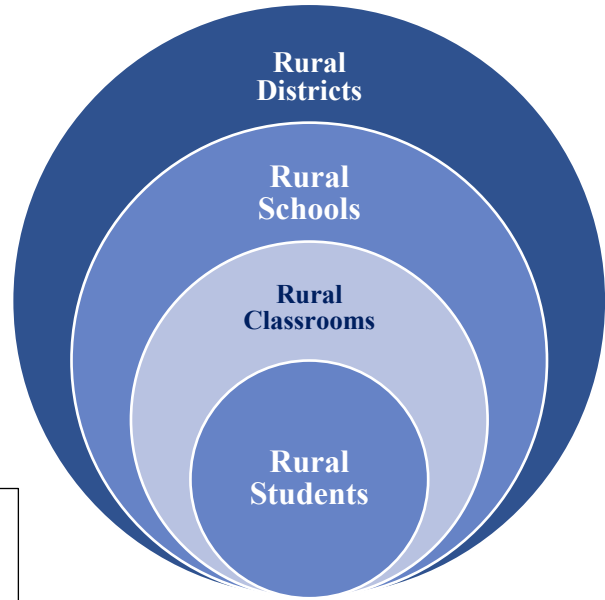 Rural
Districts
Rural
Schools
Rural
Classrooms
Rural
Students